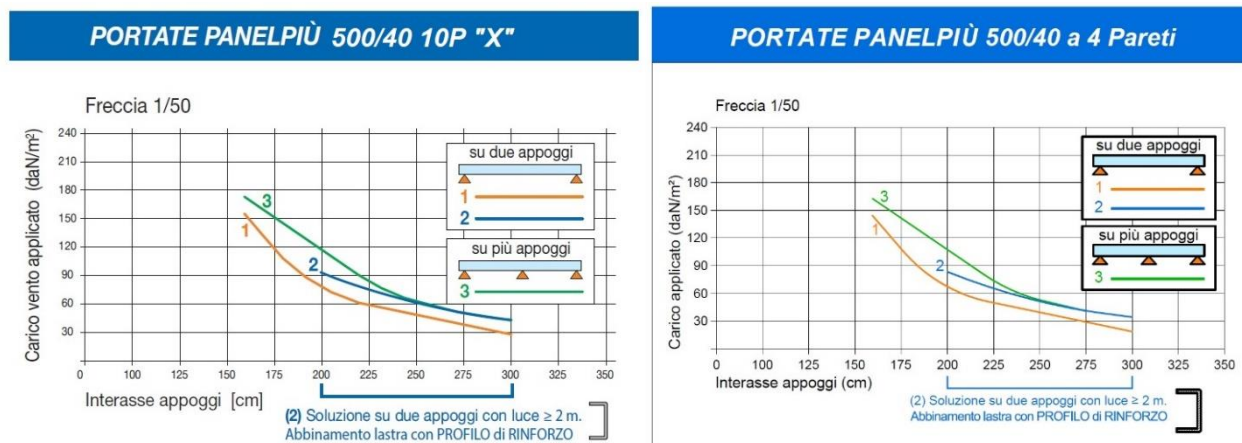 PORTATE PANELPIÙ 500/40 10P "X"
Freccia 1/50
Carico vento applicato (daN/m²)
240
210
180
150
120
90
60
30
0 100 125 150 200 225 250 275 300 350
Interasse appoggi [cm]
su due appoggi
1
2
su più appoggi
3
3
1
2
(2) Soluzione su due appoggi con luce ≥ 2 m.
Abbinamento lastra con PROFILO di RINFORZO
PORTATE PANELPIÙ 500/40 a 4 Pareti
Freccia 1/50
Carico applicato (daN/m²)
240
210
180
150
120
90
60
30
0 100 125 150 200 225 250 275 300 350
Interasse appoggi (cm)
su due appoggi
1
2
su più appoggi
3
3
1
2
(2) Soluzione su due appoggi con luce ≥ 2 m.
Abbinamento lastra con PROFILO di RINFORZO